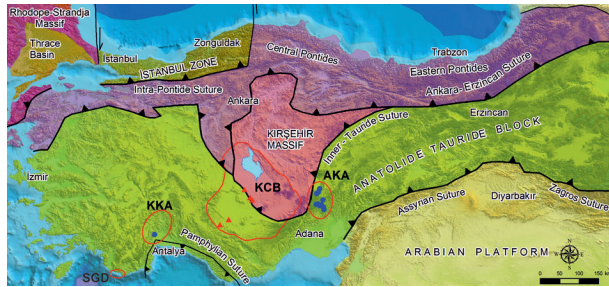 Rhodope-Strandja
Massif
Thrace
Basin
Istanbul
Zonguldak
İSTANBUL ZONE
Central Pontides
Trabzon
Eastern Pontides
Ankara-Erzincan Suture
Intra-Pontide Suture
Ankara
Erzincan
KIRŞEHİR
MASSIF
Inner - Tauride Suture
ANATOLIDE TAURIDE BLOCK
Izmir
KCB
AKA
KKA
Antalya
Pamphylian Suture
Adana
Assyrian Suture
Diyarbakır
Zagros Suture
ARABIAN PLATFORM
SGD
N
W
E
S
0 50 100 150 km